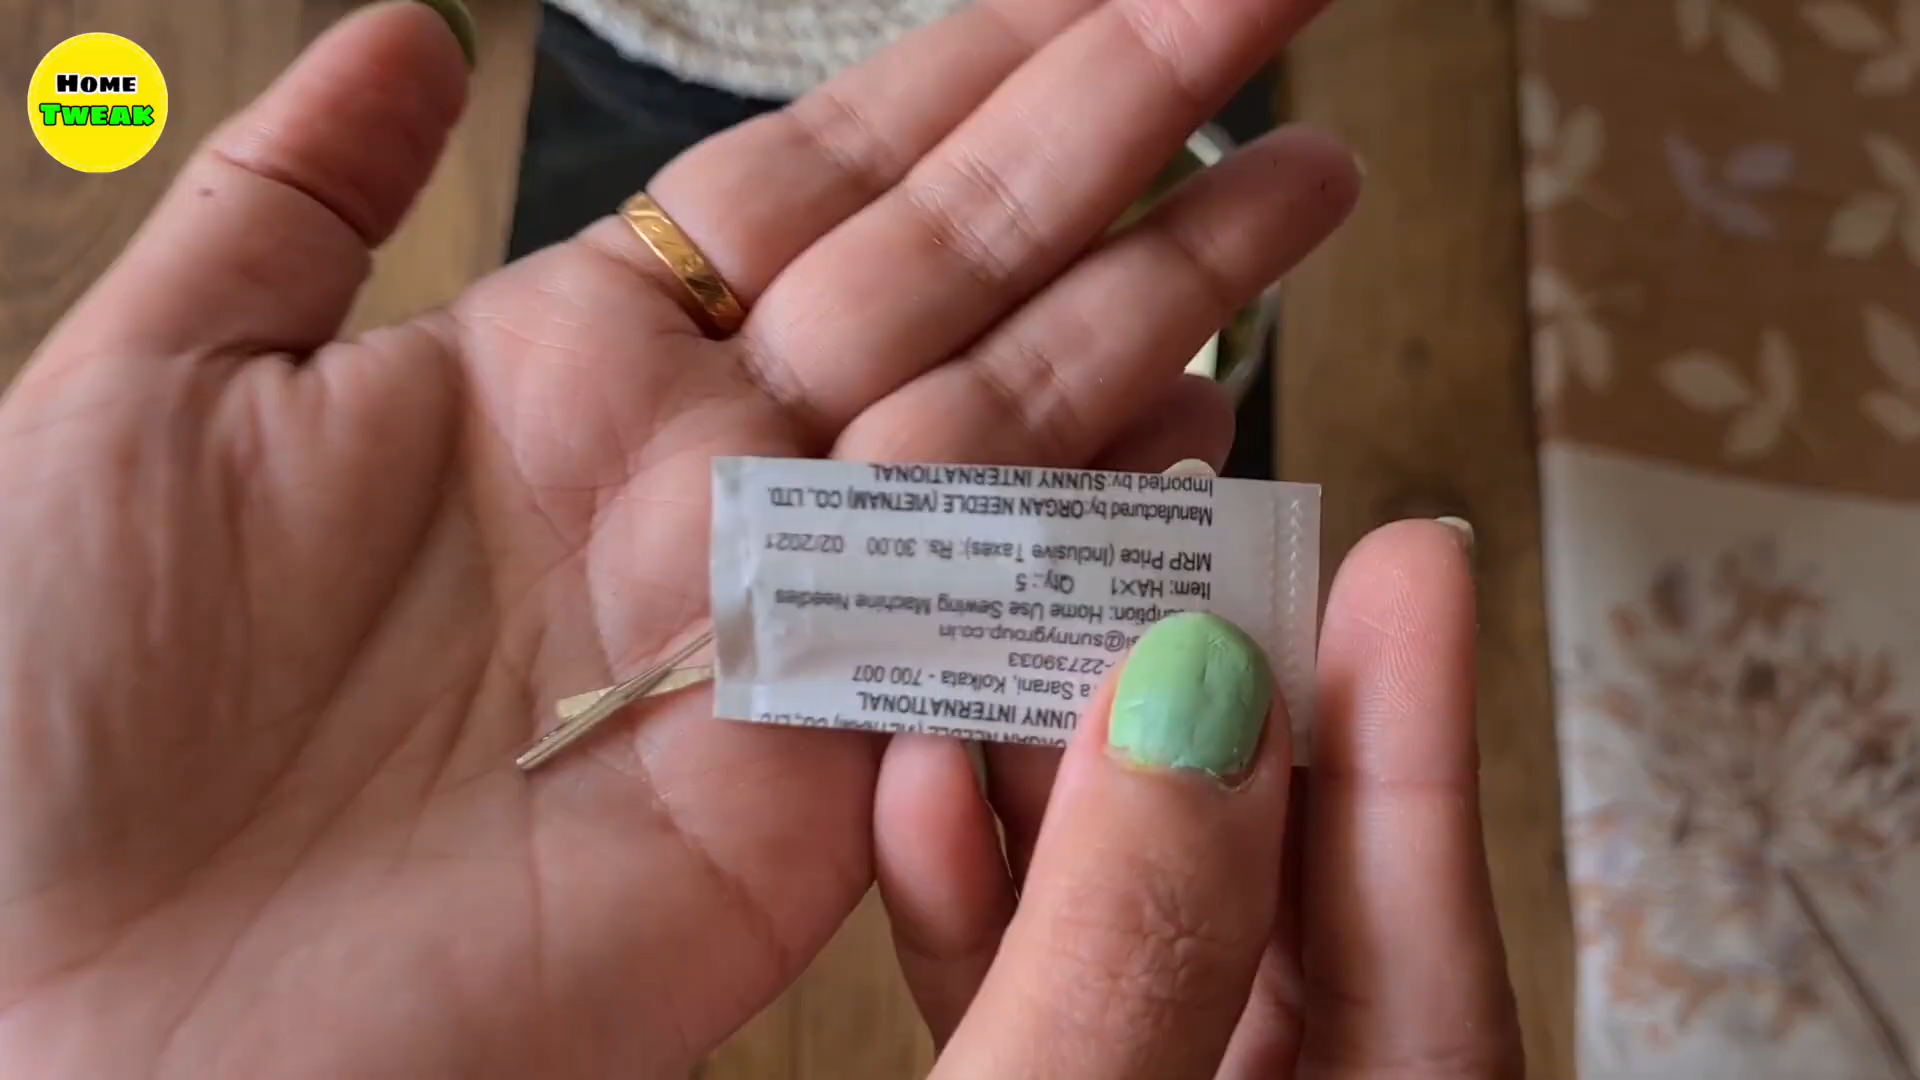 HOME
TWEAK
SUNNY INTERNATIONAL
a Sarani, Kolkata - 700 007
-22739033
@sunnygroup.co.in
Home Use Sewing Machine Needles
Item: HAX1 Qty.: 5
MRP Price (Inclusive Taxes): Rs. 30.00 02/2021
Manufactured by:ORGAN NEEDLE (VIETNAM) CO., LTD.
Imported by:SUNNY INTERNATIONAL